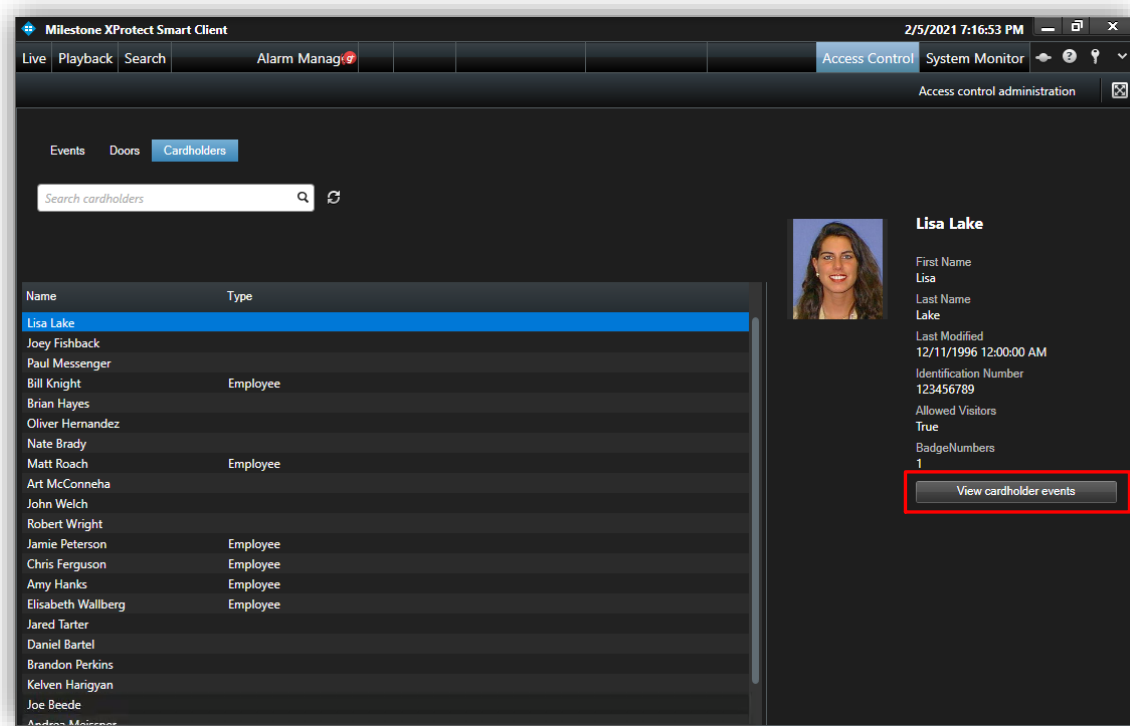 Milestone XProtect Smart Client 2/5/2021 7:16:53 PM
Live Playback Search Alarm Manag Access Control System Monitor
Access control administration
Events Doors Cardholders
Search cardholders
Lisa Lake
First Name
Lisa
Last Name
Lake
Last Modified
12/11/1996 12:00:00 AM
Identification Number
123456789
Allowed Visitors
True
BadgeNumbers
1
View cardholder events
Name Type
Lisa Lake
Joey Fishback
Paul Messenger
Bill Knight Employee
Brian Hayes
Oliver Hernandez
Nate Brady
Matt Roach Employee
Art McConneha
John Welch
Robert Wright
Jamie Peterson Employee
Chris Ferguson Employee
Amy Hanks Employee
Elisabeth Wallberg Employee
Jared Tarter
Daniel Bartel
Brandon Perkins
Kelven Harigyan
Joe Beede